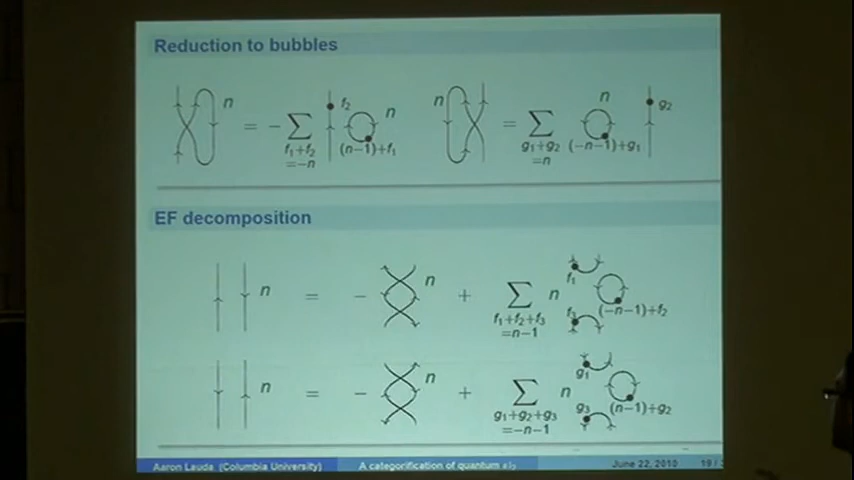 Reduction to bubbles
n = - ∑ f₂ n n = ∑ n g₂
f₁+f₂ (n−1)+f₁ g₁+g₂ (−n−1)+g₁
=−n =n
EF decomposition
n = − n + ∑ n f₁
f₁+f₂+f₃ f₃ (−n−1)+f₂
=n−1
n = − n + ∑ n g₁
g₁+g₂+g₃ g₃ (n−1)+g₂
=−n−1
Aaron Lauda (Columbia University) A categorification of quantum sl₂ June 22, 2010 19 /